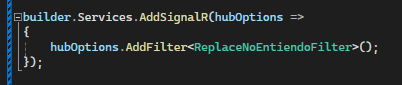 builder.Services.AddSignalR(hubOptions =>
{
    hubOptions.AddFilter<ReplaceNoEntiendoFilter>();
});